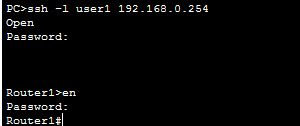 PC>ssh -l user1 192.168.0.254
Open
Password:
Router1>en
Password:
Router1#